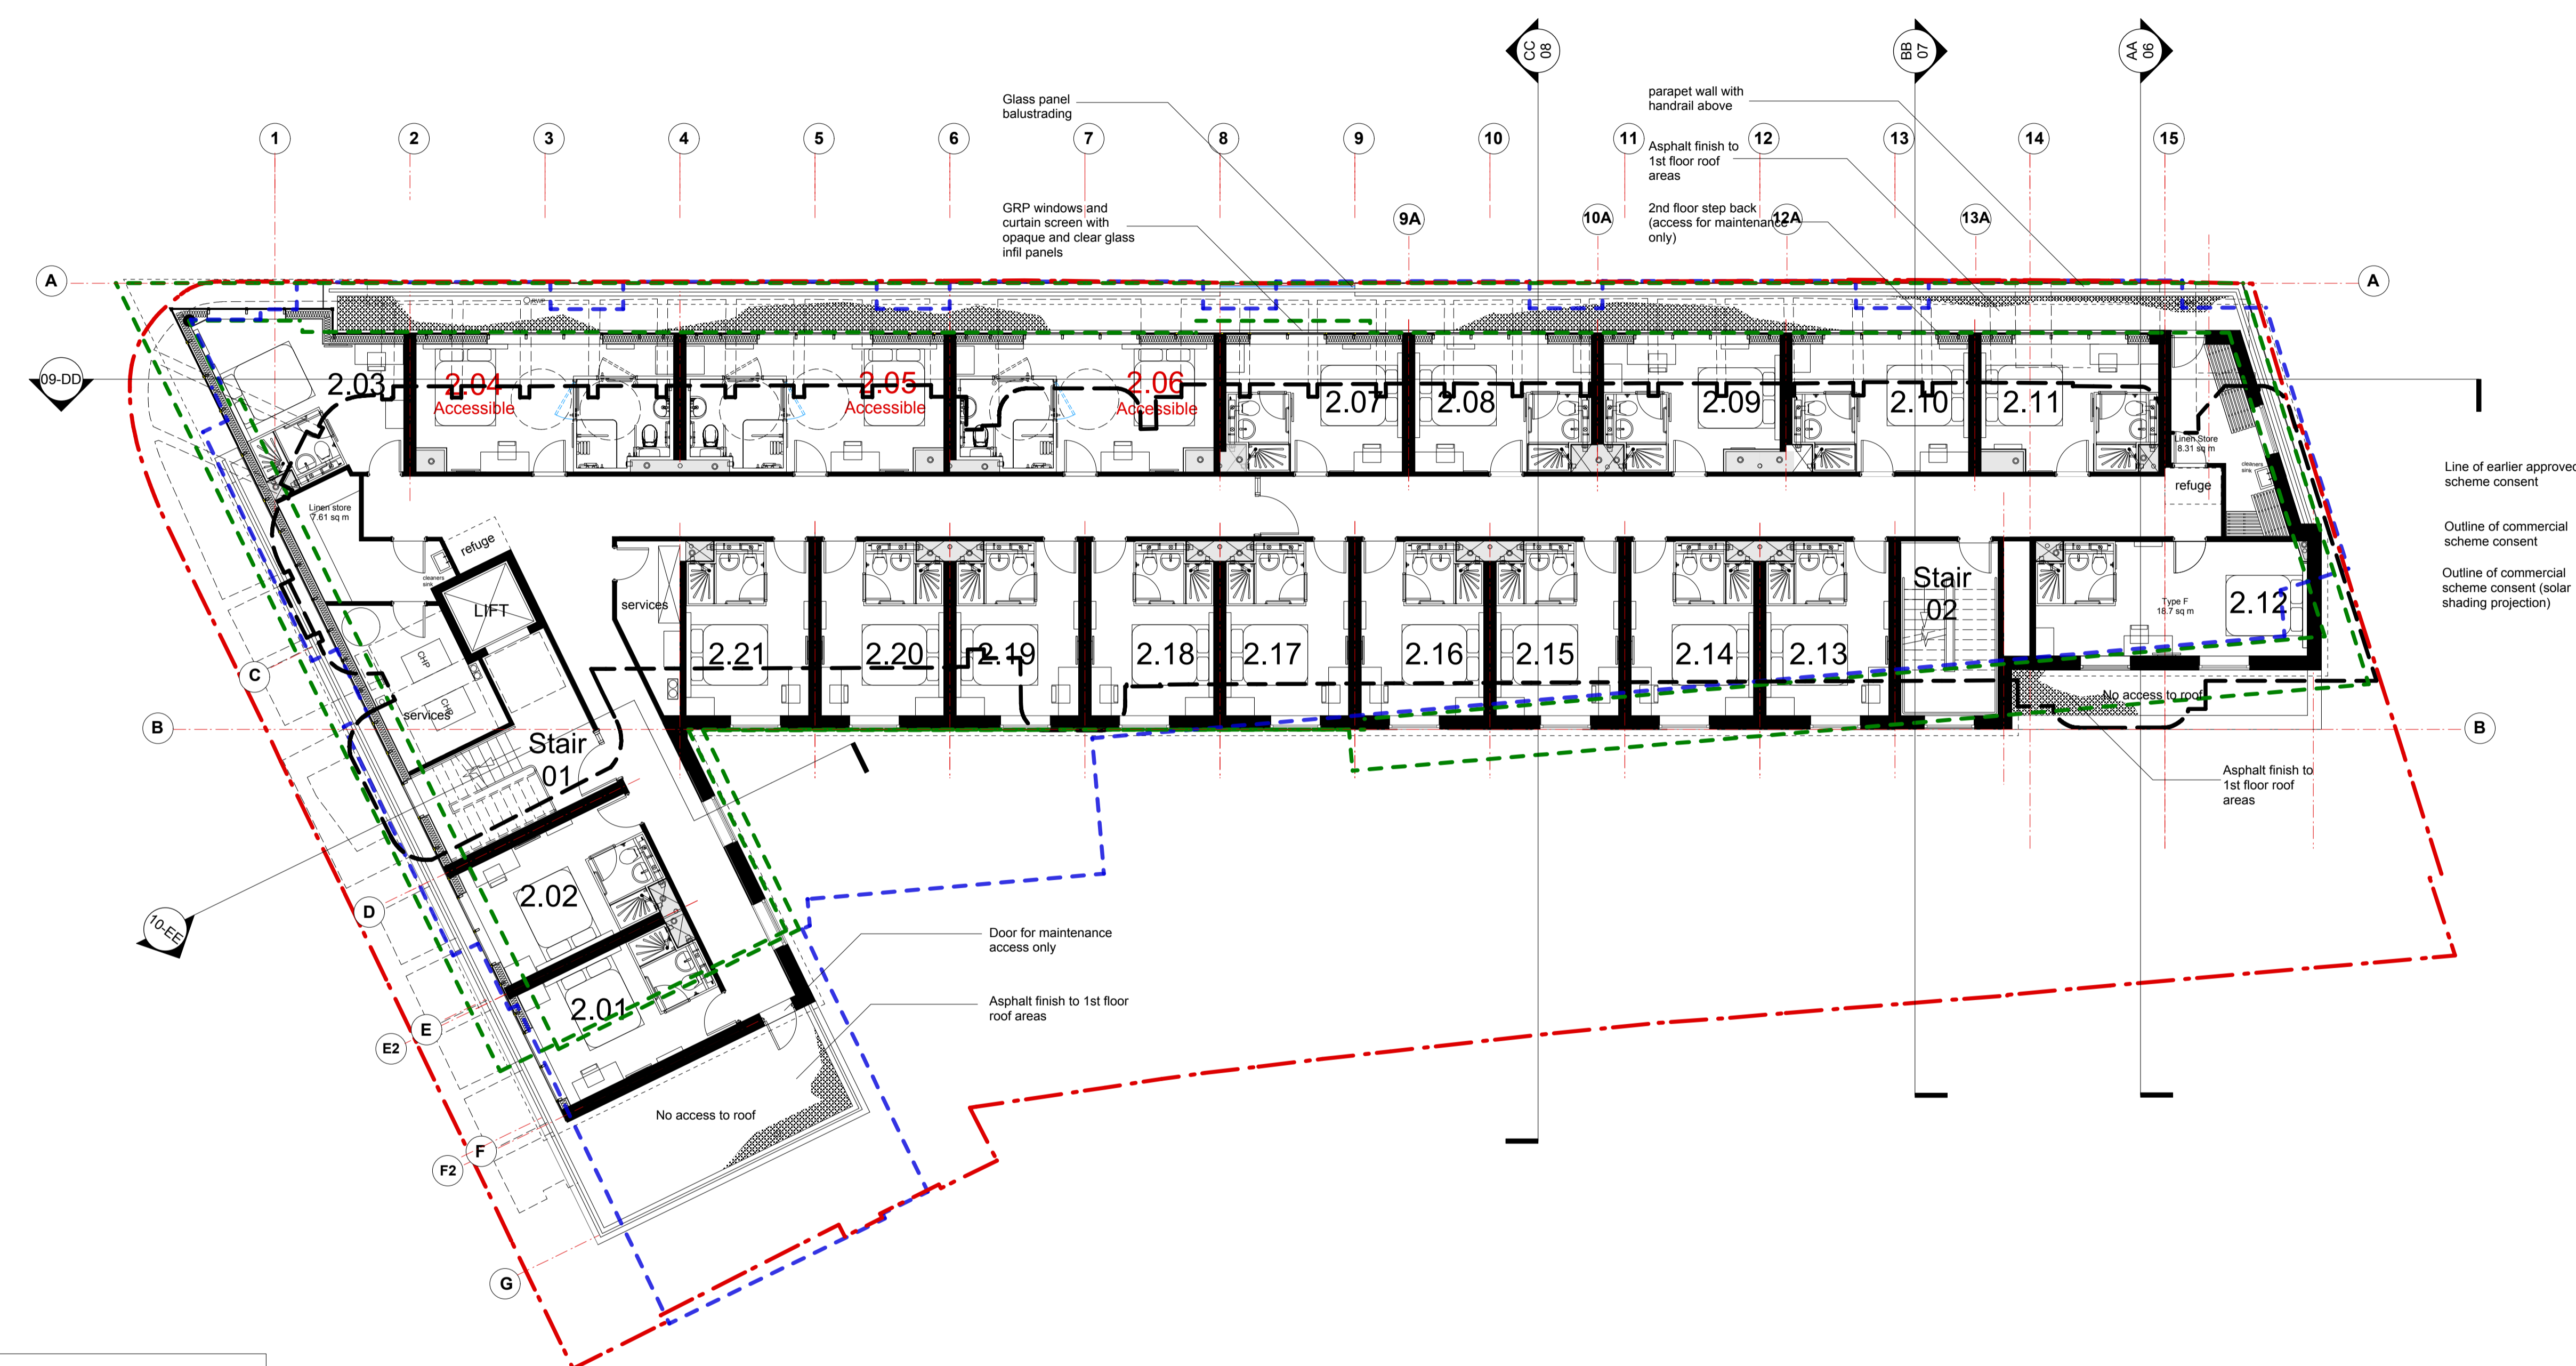 CC
08
BB
07
AA
06
Glass panel
balustrading
parapet wall with
handrail above
1
2
3
4
5
6
7
8
9
10
11
12
13
14
15
Asphalt finish to
1st floor roof
areas
GRP windows and
curtain screen with
opaque and clear glass
infil panels
2nd floor step back
(access for maintenance
only)
9A
10A
12A
13A
A
A
RWP
09-DD
2.03
2.04
Accessible
2.05
Accessible
2.06
Accessible
2.07
2.08
2.09
2.10
2.11
Linen Store
8.31 sq m
cleaners
sink
refuge
Line of earlier approved
scheme consent
Outline of commercial
scheme consent
Outline of commercial
scheme consent (solar
shading projection)
Linen store
7.61 sq m
refuge
cleaners
sink
LIFT
services
CHP
CHP
services
Stair
01
2.21
2.20
2.19
2.18
2.17
2.16
2.15
2.14
2.13
Stair
02
Type F
18.7 sq m
2.12
No access to roof
C
B
B
Asphalt finish to
1st floor roof
areas
2.02
D
10-EE
Door for maintenance
access only
2.01
Asphalt finish to 1st floor
roof areas
E
E2
No access to roof
F
F2
G